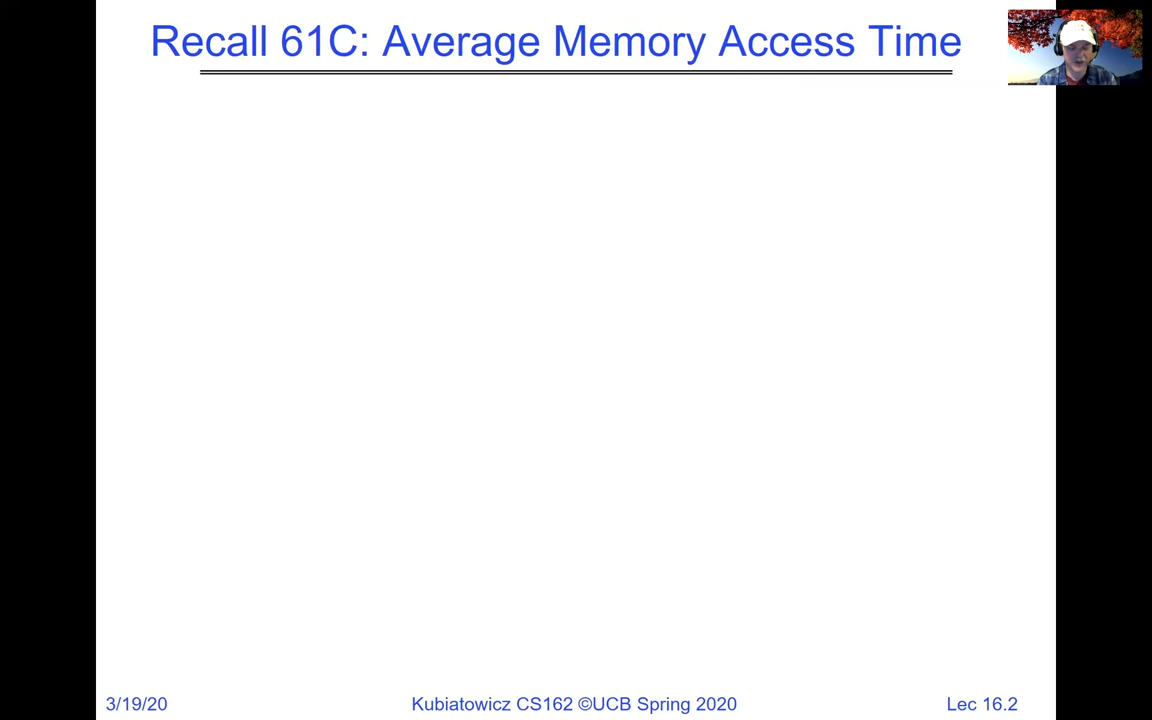 Recall 61C: Average Memory Access Time
3/19/20
Kubiatowicz CS162 ©UCB Spring 2020
Lec 16.2